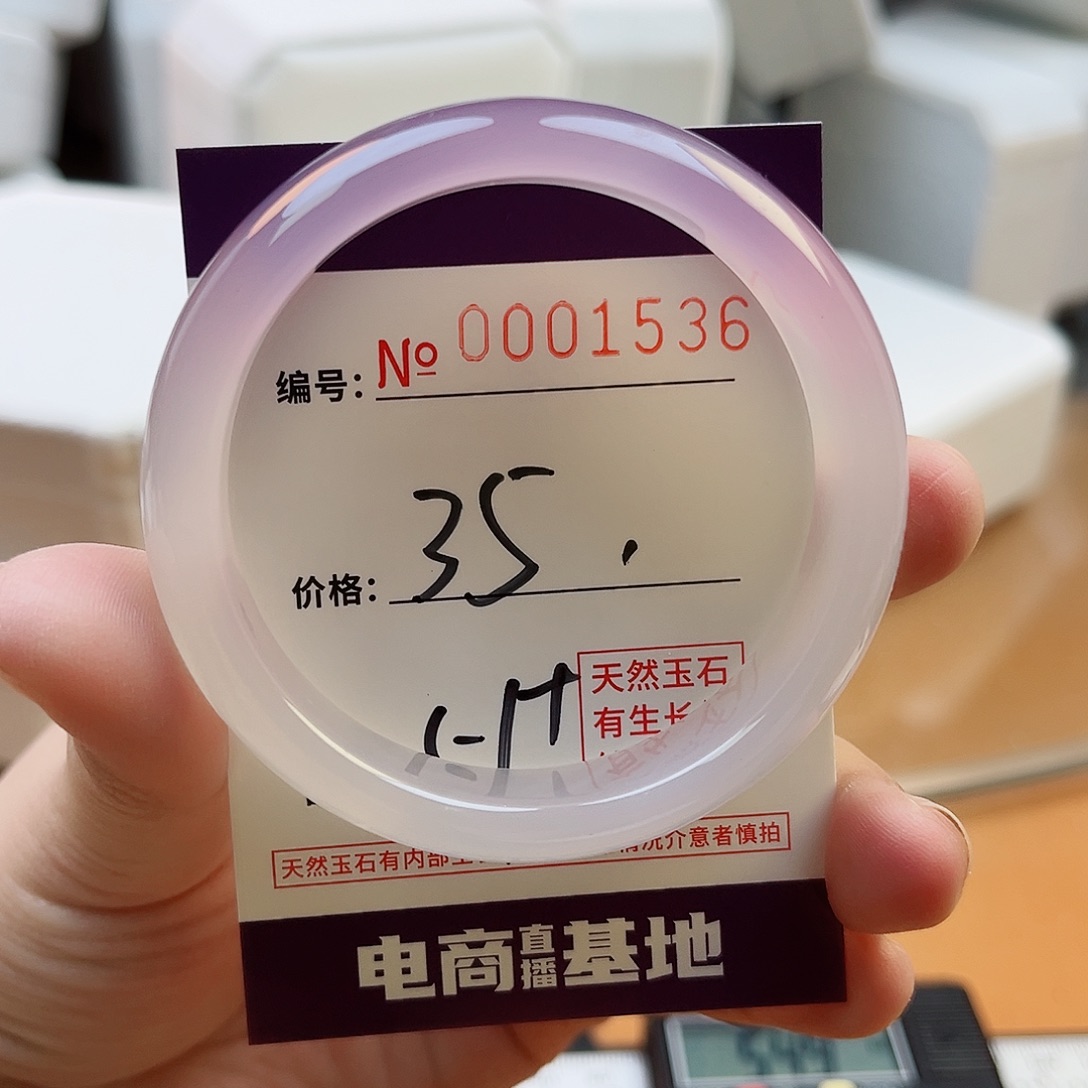 编号: № 0001536
价格: 35.
天然玉石
有生长
天然玉石有内部生 情况介意者慎拍
电商直播基地